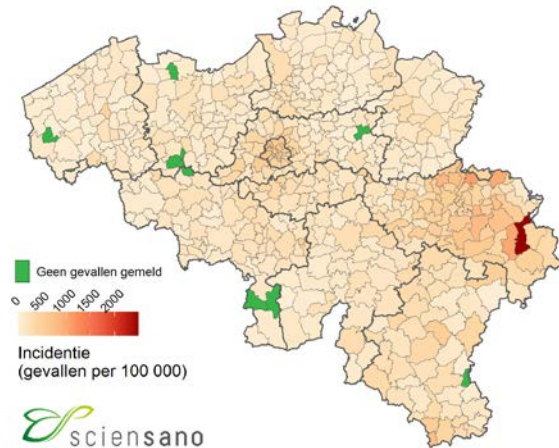 Geen gevallen gemeld
0 500 1000 1500 2000
Incidentie
(gevallen per 100 000)
sciensano